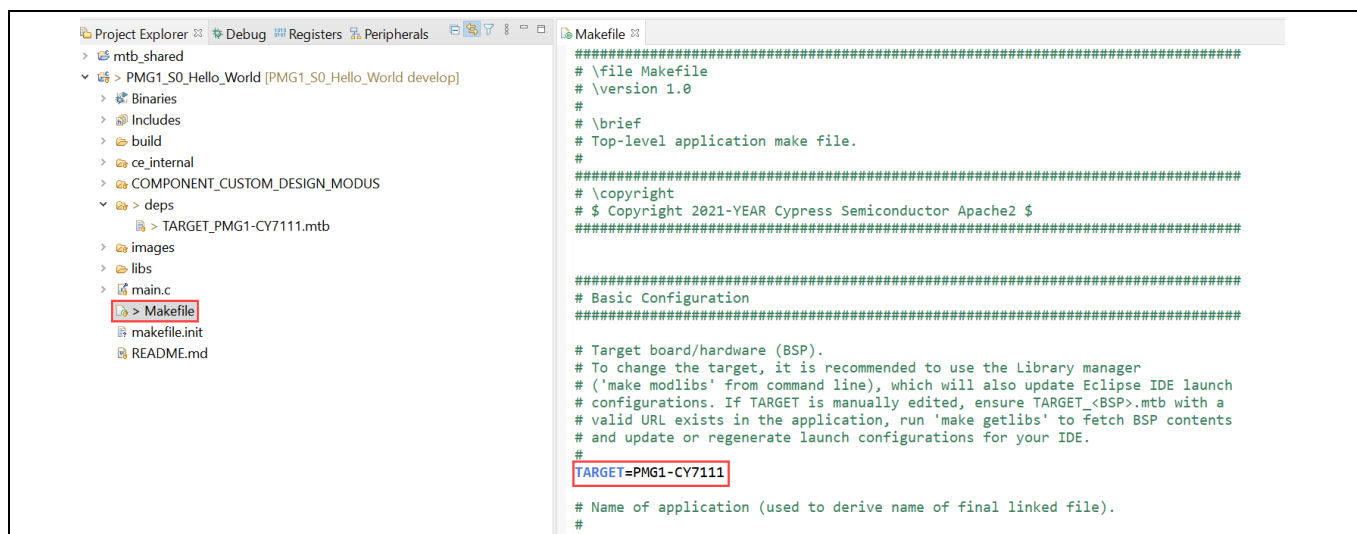 Project Explorer Debug Registers Peripherals
mtb_shared
> PMG1_S0_Hello_World [PMG1_S0_Hello_World develop]
Binaries
Includes
build
ce_internal
COMPONENT_CUSTOM_DESIGN_MODUS
> deps
> TARGET_PMG1-CY7111.mtb
images
libs
main.c
> Makefile
makefile.init
README.md
Makefile
################################################################################
# \file Makefile
# \version 1.0
#
# \brief
# Top-level application make file.
#
################################################################################
# \copyright
# $ Copyright 2021-YEAR Cypress Semiconductor Apache2 $
################################################################################
################################################################################
# Basic Configuration
################################################################################
# Target board/hardware (BSP).
# To change the target, it is recommended to use the Library manager
# ('make modlibs' from command line), which will also update Eclipse IDE launch
# configurations. If TARGET is manually edited, ensure TARGET_<BSP>.mtb with a
# valid URL exists in the application, run 'make getlibs' to fetch BSP contents
# and update or regenerate launch configurations for your IDE.
#
TARGET=PMG1-CY7111
# Name of application (used to derive name of final linked file).
#